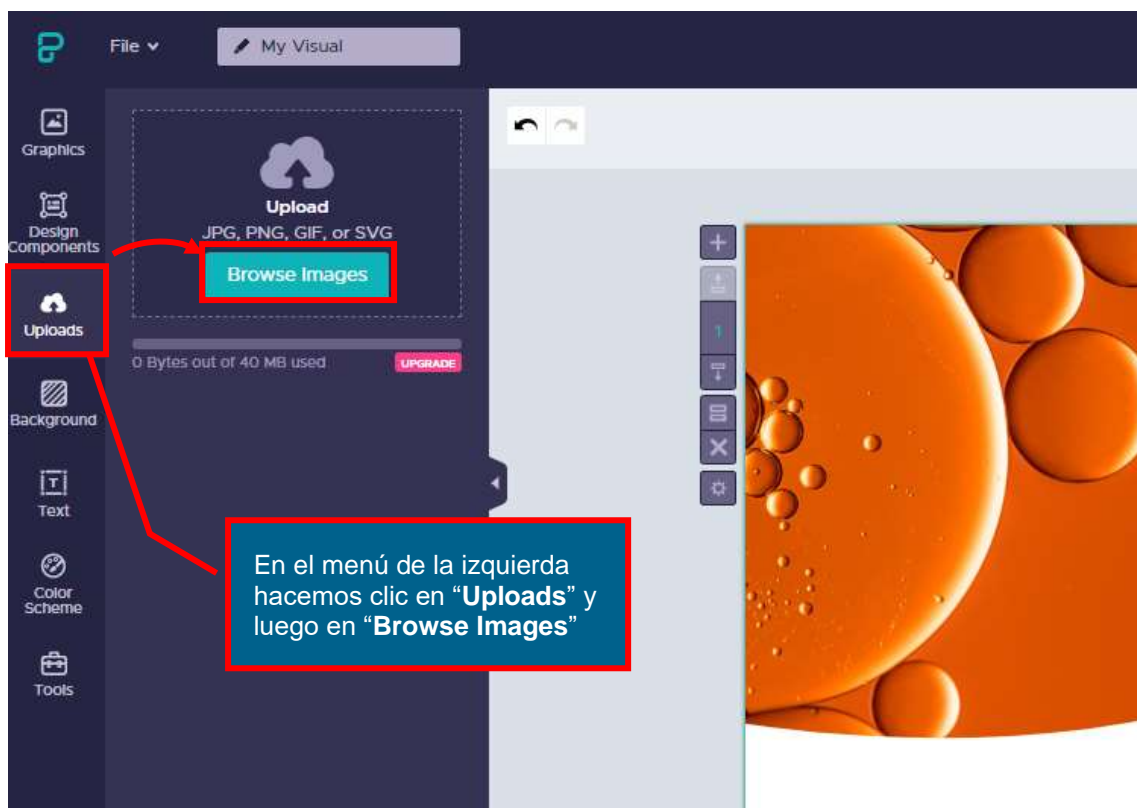 File
My Visual
Graphics
Design
Components
Uploads
Background
Text
Color
Scheme
Tools
Upload
JPG, PNG, GIF, or SVG
Browse Images
0 Bytes out of 40 MB used
UPGRADE
1
En el menú de la izquierda
hacemos clic en “Uploads” y
luego en “Browse Images”